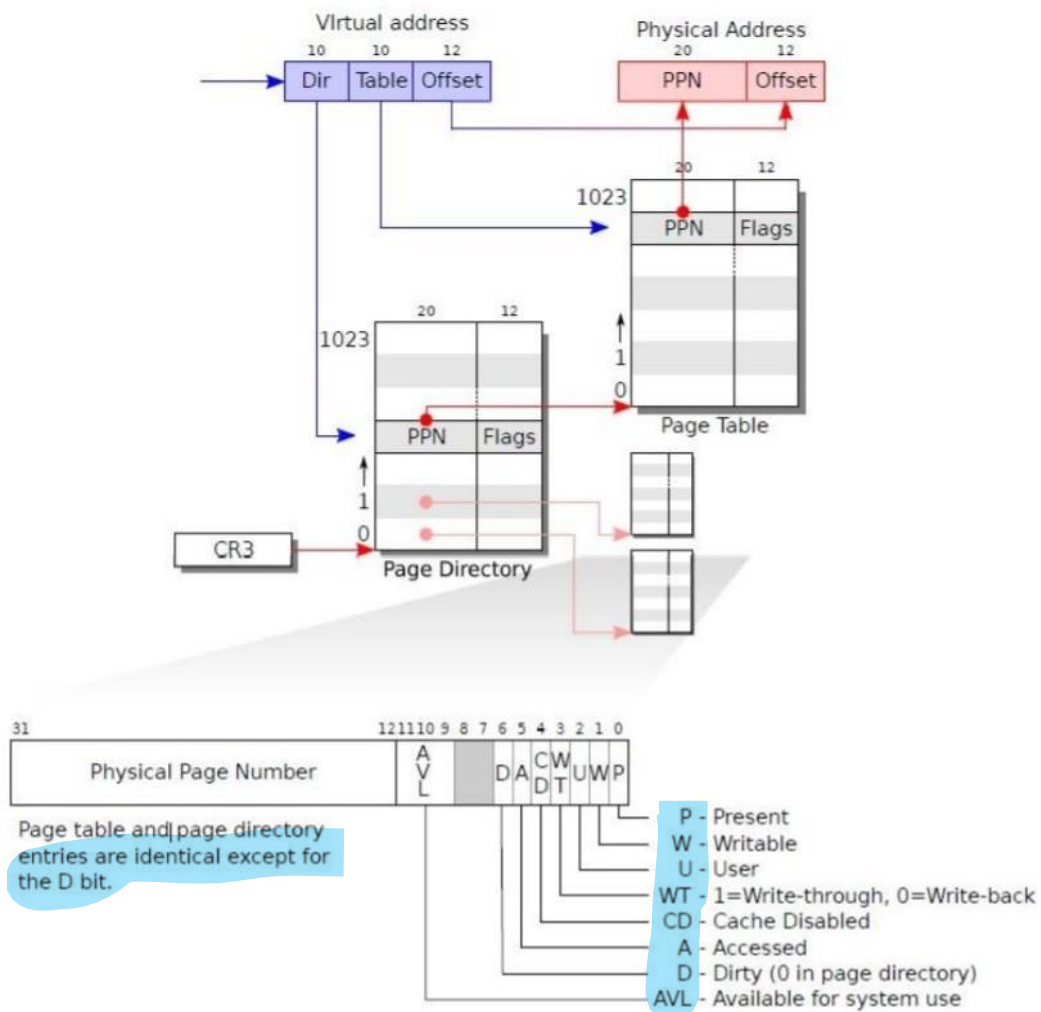 VIrtual address
Physical Address
10 10 12
20 12
Dir Table Offset
PPN Offset
20 12
1023
PPN Flags
20 12
1023
1
0
Page Table
PPN Flags
1
0
CR3
Page Directory
31 12 11 10 9 8 7 6 5 4 3 2 1 0
Physical Page Number AVL D A CD WT U W P
Page table and page directory
entries are identical except for
the D bit.
P - Present
W - Writable
U - User
WT - 1=Write-through, 0=Write-back
CD - Cache Disabled
A - Accessed
D - Dirty (0 in page directory)
AVL - Available for system use